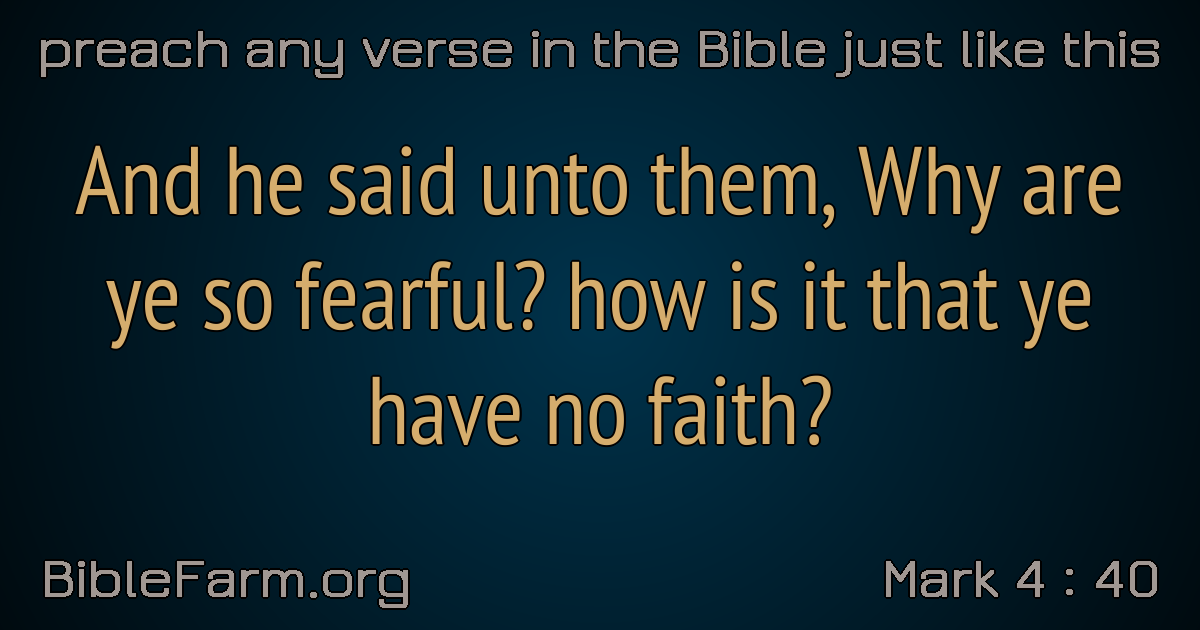 preach any verse in the Bible just like this
And he said unto them, Why are
ye so fearful? how is it that ye
have no faith?
BibleFarm.org
Mark 4 : 40